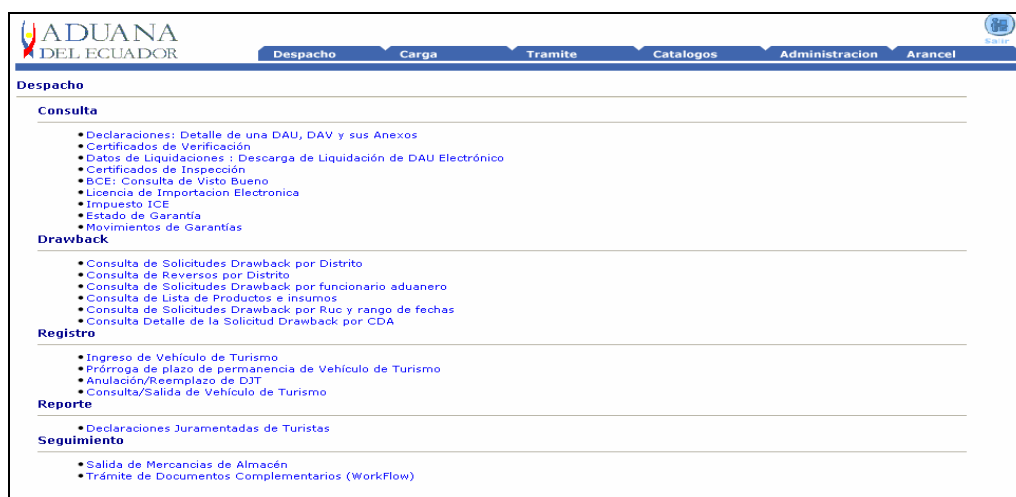 ADUANA
DEL ECUADOR
Salir
Despacho Carga Tramite Catalogos Administracion Arancel
Despacho
Consulta
Declaraciones: Detalle de una DAU, DAV y sus Anexos
Certificados de Verificación
Datos de Liquidaciones : Descarga de Liquidación de DAU Electrónico
Certificados de Inspección
BCE: Consulta de Visto Bueno
Licencia de Importacion Electronica
Impuesto ICE
Estado de Garantía
Movimientos de Garantías
Drawback
Consulta de Solicitudes Drawback por Distrito
Consulta de Reversos por Distrito
Consulta de Solicitudes Drawback por funcionario aduanero
Consulta de Lista de Productos e insumos
Consulta de Solicitudes Drawback por Ruc y rango de fechas
Consulta Detalle de la Solicitud Drawback por CDA
Registro
Ingreso de Vehículo de Turismo
Prórroga de plazo de permanencia de Vehículo de Turismo
Anulación/Reemplazo de DJT
Consulta/Salida de Vehículo de Turismo
Reporte
Declaraciones Juramentadas de Turistas
Seguimiento
Salida de Mercancias de Almacén
Trámite de Documentos Complementarios (WorkFlow)